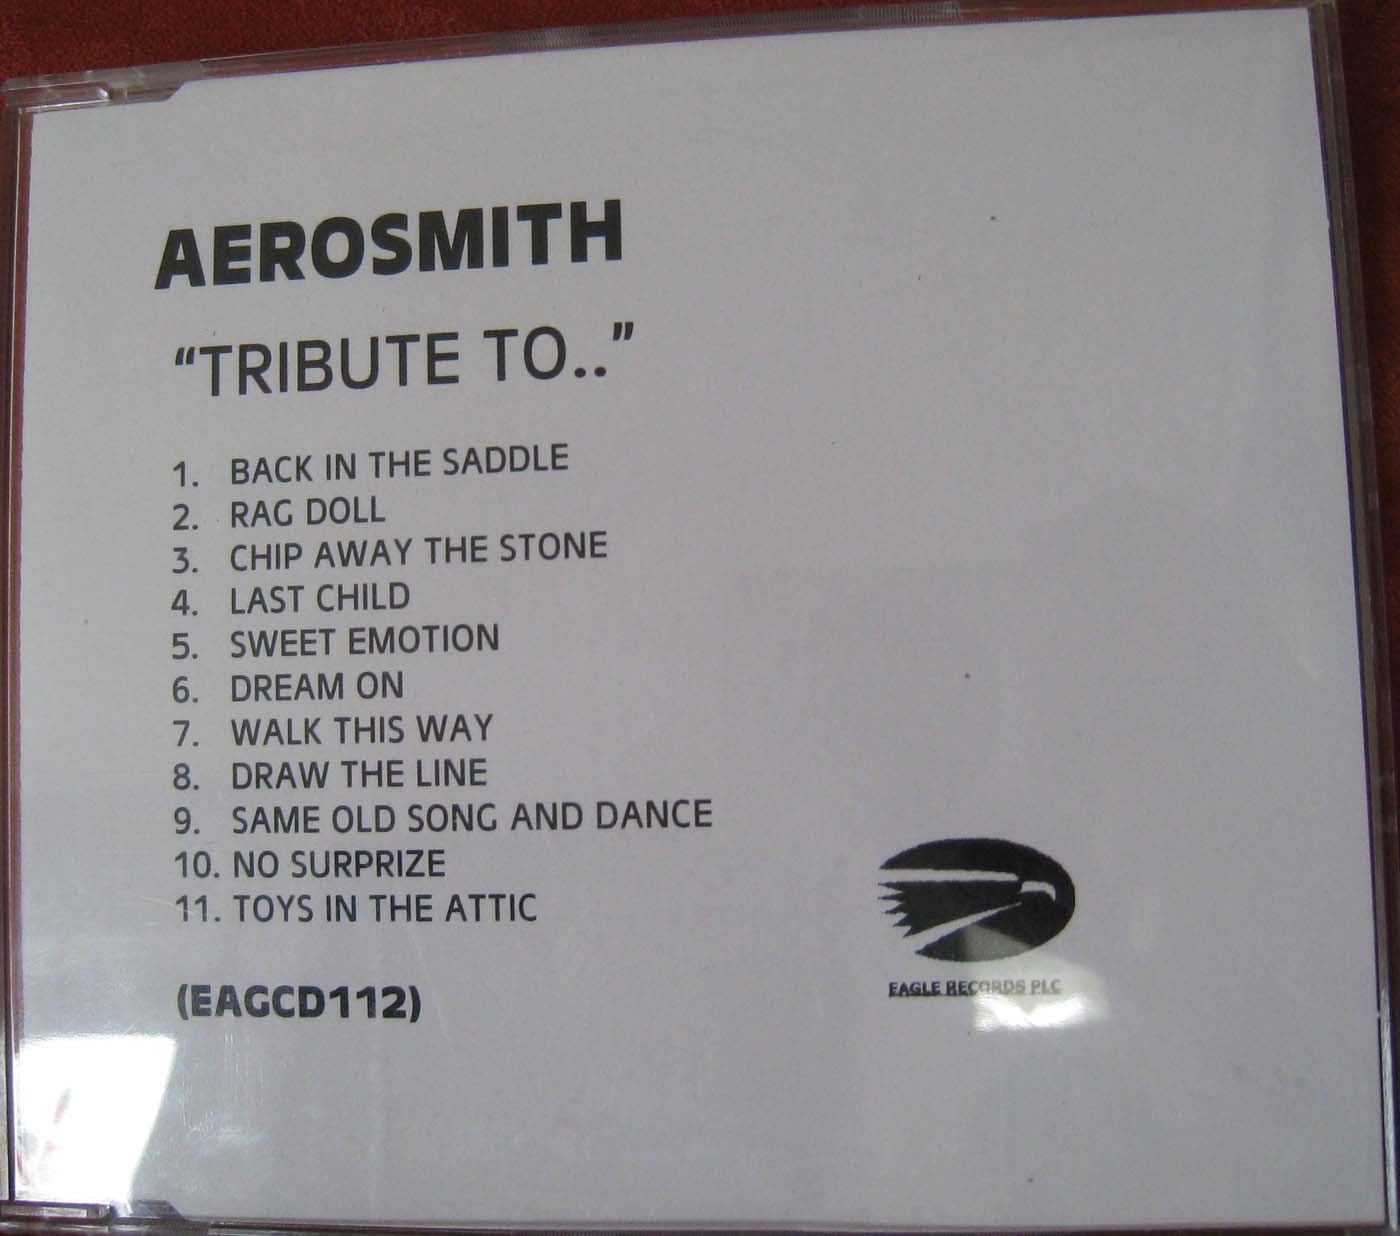 AEROSMITH
“TRIBUTE TO..”
1. BACK IN THE SADDLE
2. RAG DOLL
3. CHIP AWAY THE STONE
4. LAST CHILD
5. SWEET EMOTION
6. DREAM ON
7. WALK THIS WAY
8. DRAW THE LINE
9. SAME OLD SONG AND DANCE
10. NO SURPRIZE
11. TOYS IN THE ATTIC
(EAGCD112)
EAGLE RECORDS PLC